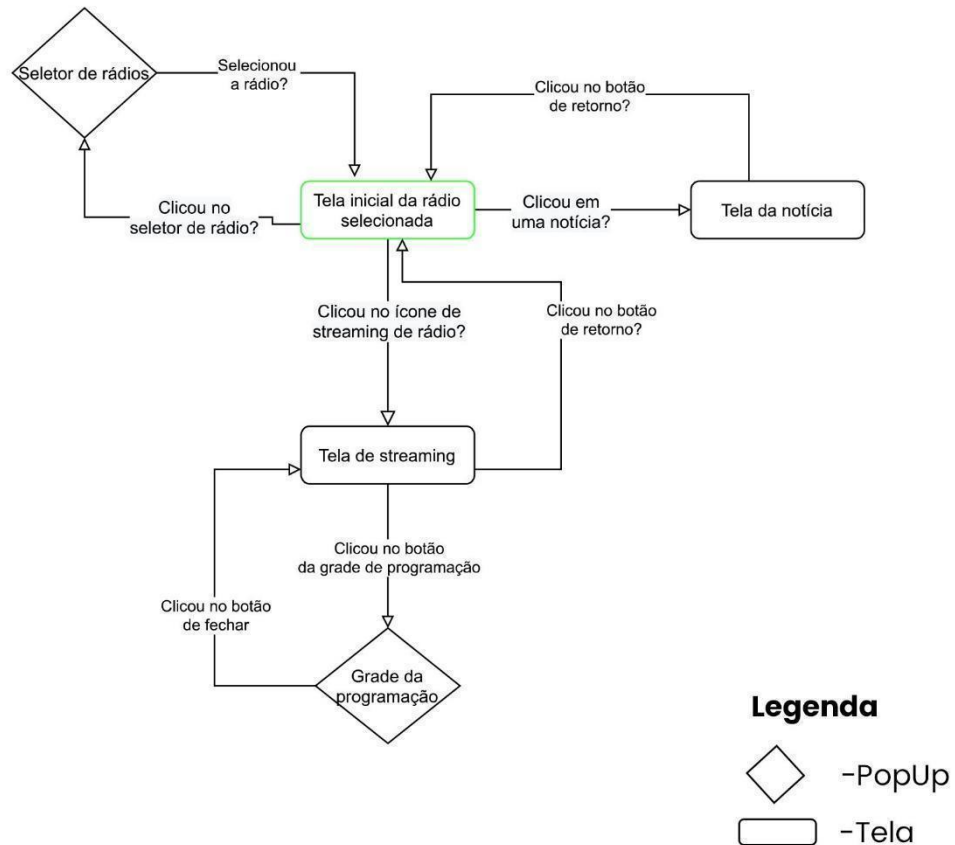 Seletor de rádios
Selecionou
a rádio?
Clicou no botão
de retorno?
Clicou no
seletor de rádio?
Tela inicial da rádio
selecionada
Clicou em
uma notícia?
Tela da notícia
Clicou no ícone de
streaming de rádio?
Clicou no botão
de retorno?
Tela de streaming
Clicou no botão
da grade de programação
Clicou no botão
de fechar
Grade da
programação
Legenda
-PopUp
-Tela